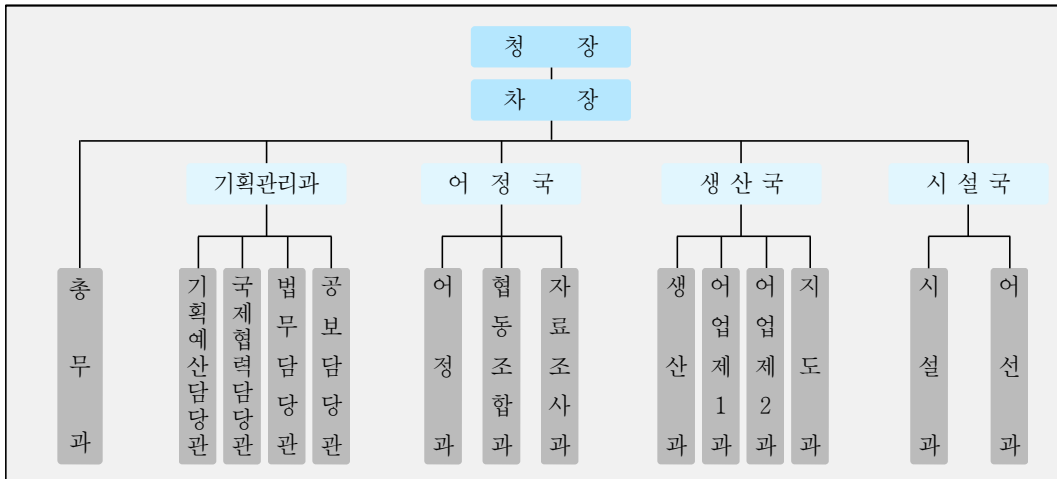 청 장
차 장
기획관리과
어 정 국
생 산 국
시 설 국
총 무 과
기획예산담당관
국제협력담당관
법무담당관
공보담당관
어 정 과
협동조합과
자료조사과
생 산 과
어업제1과
어업제2과
지 도 과
시 설 과
어 선 과